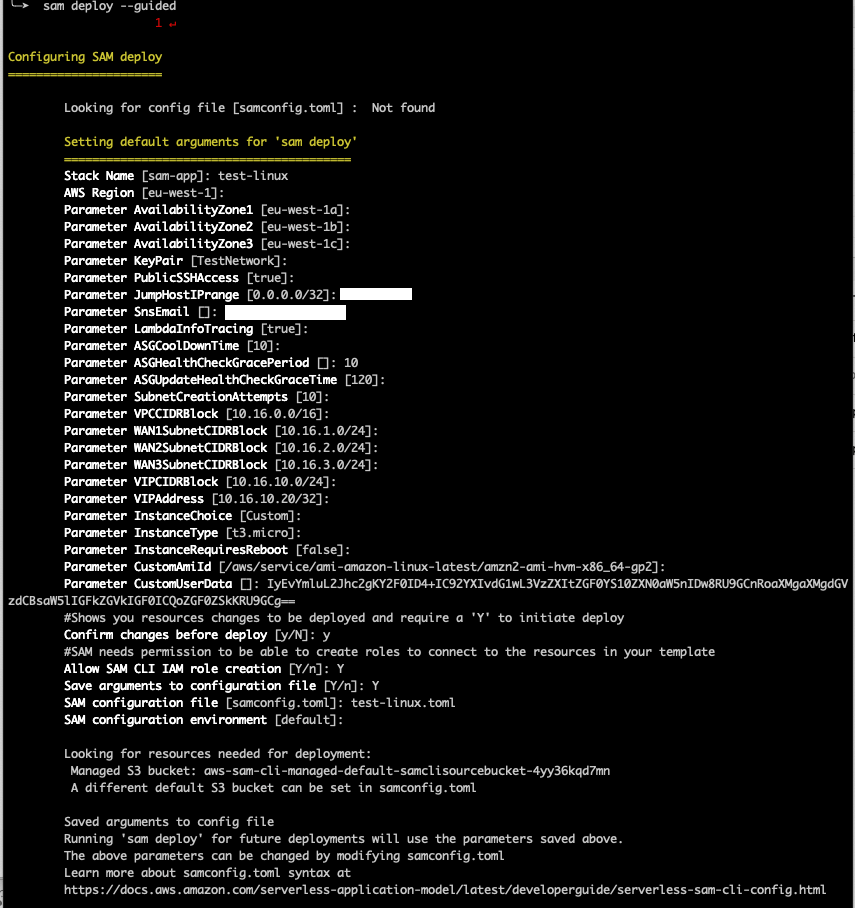 sam deploy --guided
1 ↵
Configuring SAM deploy
======================
Looking for config file [samconfig.toml] :  Not found
Setting default arguments for 'sam deploy'
=========================================
Stack Name [sam-app]: test-linux
AWS Region [eu-west-1]:
Parameter AvailabilityZone1 [eu-west-1a]:
Parameter AvailabilityZone2 [eu-west-1b]:
Parameter AvailabilityZone3 [eu-west-1c]:
Parameter KeyPair [TestNetwork]:
Parameter PublicSSHAccess [true]:
Parameter JumpHostIPrange [0.0.0.0/32]:
Parameter SnsEmail []:
Parameter LambdaInfoTracing [true]:
Parameter ASGCoolDownTime [10]:
Parameter ASGHealthCheckGracePeriod []: 10
Parameter ASGUpdateHealthCheckGraceTime [120]:
Parameter SubnetCreationAttempts [10]:
Parameter VPCCIDRBlock [10.16.0.0/16]:
Parameter WAN1SubnetCIDRBlock [10.16.1.0/24]:
Parameter WAN2SubnetCIDRBlock [10.16.2.0/24]:
Parameter WAN3SubnetCIDRBlock [10.16.3.0/24]:
Parameter VIPCIDRBlock [10.16.10.0/24]:
Parameter VIPAddress [10.16.10.20/32]:
Parameter InstanceChoice [Custom]:
Parameter InstanceType [t3.micro]:
Parameter InstanceRequiresReboot [false]:
Parameter CustomAmiId [/aws/service/ami-amazon-linux-latest/amzn2-ami-hvm-x86_64-gp2]:
Parameter CustomUserData []: IyEvYmluL2Jhc2gKY2F0ID4+IC92YXIvdG1wL3VzZXItZGF0YS10ZXN0aW5nIDw8RU9GCnRoaXMgaXMgdGV
zdCBsaW5lIGFkZGVkIGF0ICQoZGF0ZSkKRU9GCg==
#Shows you resources changes to be deployed and require a 'Y' to initiate deploy
Confirm changes before deploy [y/N]: y
#SAM needs permission to be able to create roles to connect to the resources in your template
Allow SAM CLI IAM role creation [Y/n]: Y
Save arguments to configuration file [Y/n]: Y
SAM configuration file [samconfig.toml]: test-linux.toml
SAM configuration environment [default]:
Looking for resources needed for deployment:
Managed S3 bucket: aws-sam-cli-managed-default-samclisourcebucket-4yy36kqd7mn
A different default S3 bucket can be set in samconfig.toml
Saved arguments to config file
Running 'sam deploy' for future deployments will use the parameters saved above.
The above parameters can be changed by modifying samconfig.toml
Learn more about samconfig.toml syntax at
https://docs.aws.amazon.com/serverless-application-model/latest/developerguide/serverless-sam-cli-config.html